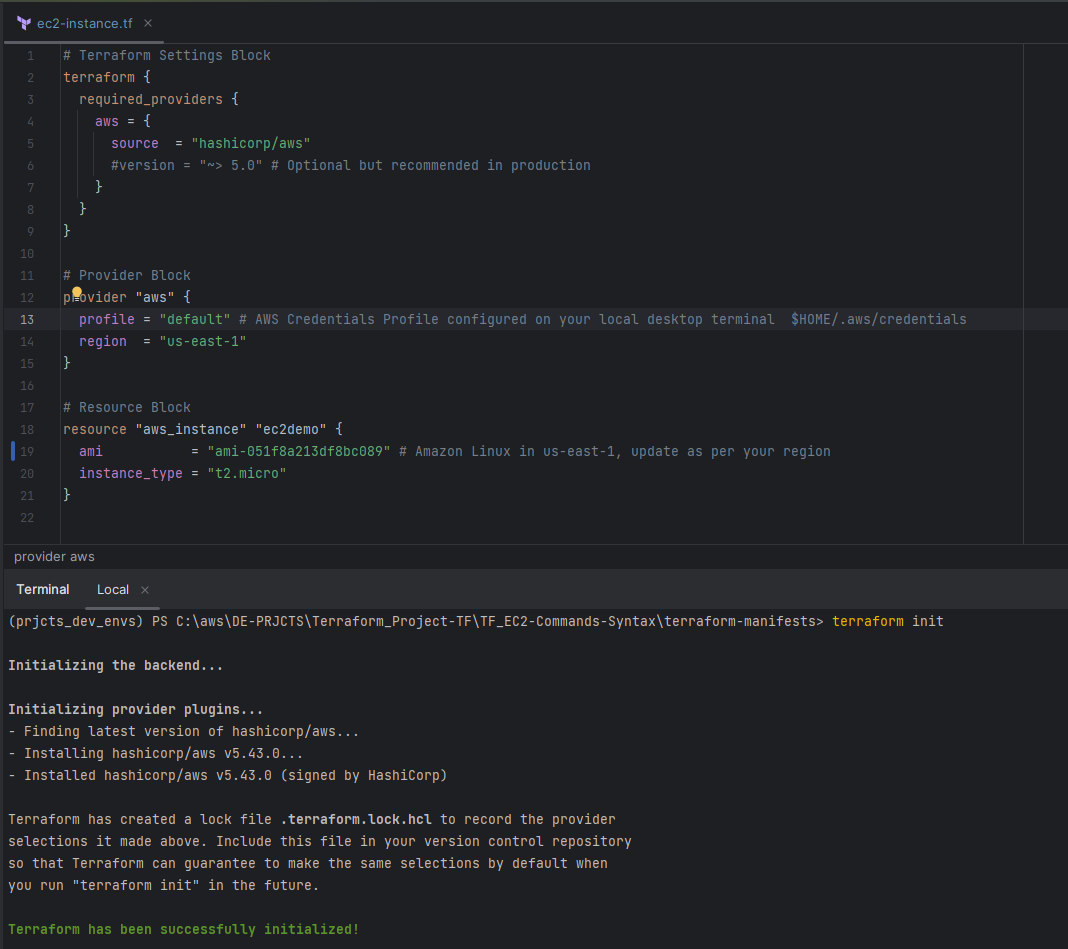 ec2-instance.tf ×
1 # Terraform Settings Block
2 terraform {
3   required_providers {
4     aws = {
5       source  = "hashicorp/aws"
6       #version = "~> 5.0" # Optional but recommended in production
7     }
8   }
9 }
10
11 # Provider Block
12 provider "aws" {
13   profile = "default" # AWS Credentials Profile configured on your local desktop terminal  $HOME/.aws/credentials
14   region  = "us-east-1"
15 }
16
17 # Resource Block
18 resource "aws_instance" "ec2demo" {
19   ami           = "ami-051f8a213df8bc089" # Amazon Linux in us-east-1, update as per your region
20   instance_type = "t2.micro"
21 }
22
provider aws
Terminal Local ×
(prjcts_dev_envs) PS C:\aws\DE-PRJCTS\Terraform_Project-TF\TF_EC2-Commands-Syntax\terraform-manifests> terraform init
Initializing the backend...
Initializing provider plugins...
- Finding latest version of hashicorp/aws...
- Installing hashicorp/aws v5.43.0...
- Installed hashicorp/aws v5.43.0 (signed by HashiCorp)
Terraform has created a lock file .terraform.lock.hcl to record the provider
selections it made above. Include this file in your version control repository
so that Terraform can guarantee to make the same selections by default when
you run "terraform init" in the future.
Terraform has been successfully initialized!